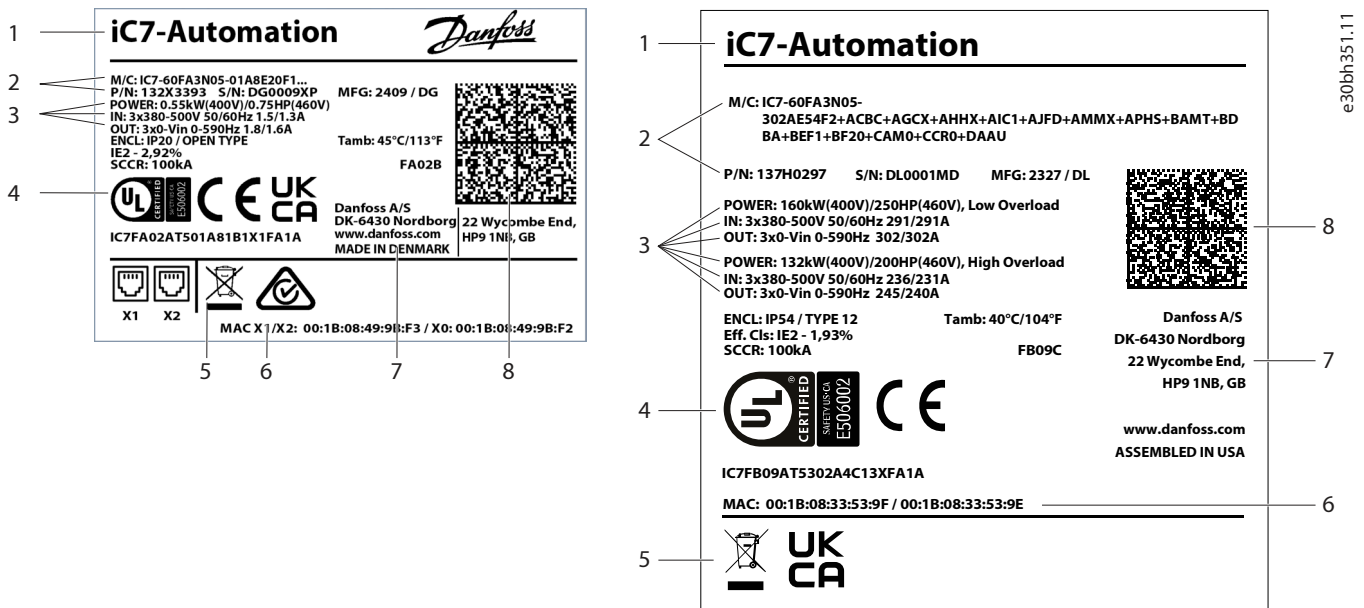 iC7-Automation
Danfoss
1
2
M/C: IC7-60FA3N05-01A8E20F1...
P/N: 132X3393 S/N: DG0009XP MFG: 2409 / DG
3
POWER: 0.55kW(400V)/0.75HP(460V)
IN: 3x380-500V 50/60Hz 1.5/1.3A
OUT: 3x0-Vin 0-590Hz 1.8/1.6A
ENCL: IP20 / OPEN TYPE Tamb: 45°C/113°F
IE2 - 2,92%
SCCR: 100kA FA02B
4
UL
®
CERTIFIED
SAFETY US-CA
E506002
CE
UK
CA
IC7FA02AT501A81B1X1FA1A
Danfoss A/S
DK-6430 Nordborg
www.danfoss.com
MADE IN DENMARK
22 Wycombe End,
HP9 1NB, GB
X1 X2
MAC X1/X2: 00:1B:08:49:9B:F3 / X0: 00:1B:08:49:9B:F2
5 6 7 8
1
iC7-Automation
2
M/C: IC7-60FA3N05-
302AE54F2+ACBC+AGCX+AHHX+AIC1+AJFD+AMMX+APHS+BAMT+BD
BA+BEF1+BF20+CAM0+CCR0+DAAU
P/N: 137H0297 S/N: DL0001MD MFG: 2327 / DL
3
POWER: 160kW(400V)/250HP(460V), Low Overload
IN: 3x380-500V 50/60Hz 291/291A
OUT: 3x0-Vin 0-590Hz 302/302A
POWER: 132kW(400V)/200HP(460V), High Overload
IN: 3x380-500V 50/60Hz 236/231A
OUT: 3x0-Vin 0-590Hz 245/240A
8
ENCL: IP54 / TYPE 12 Tamb: 40°C/104°F
Eff. Cls: IE2 - 1,93%
SCCR: 100kA FB09C
Danfoss A/S
DK-6430 Nordborg
22 Wycombe End,
HP9 1NB, GB
7
4
UL
®
CERTIFIED
SAFETY US-CA
E506002
CE
www.danfoss.com
ASSEMBLED IN USA
IC7FB09AT5302A4C13XFA1A
MAC: 00:1B:08:33:53:9F / 00:1B:08:33:53:9E
6
5
UK
CA
e30bh351.11